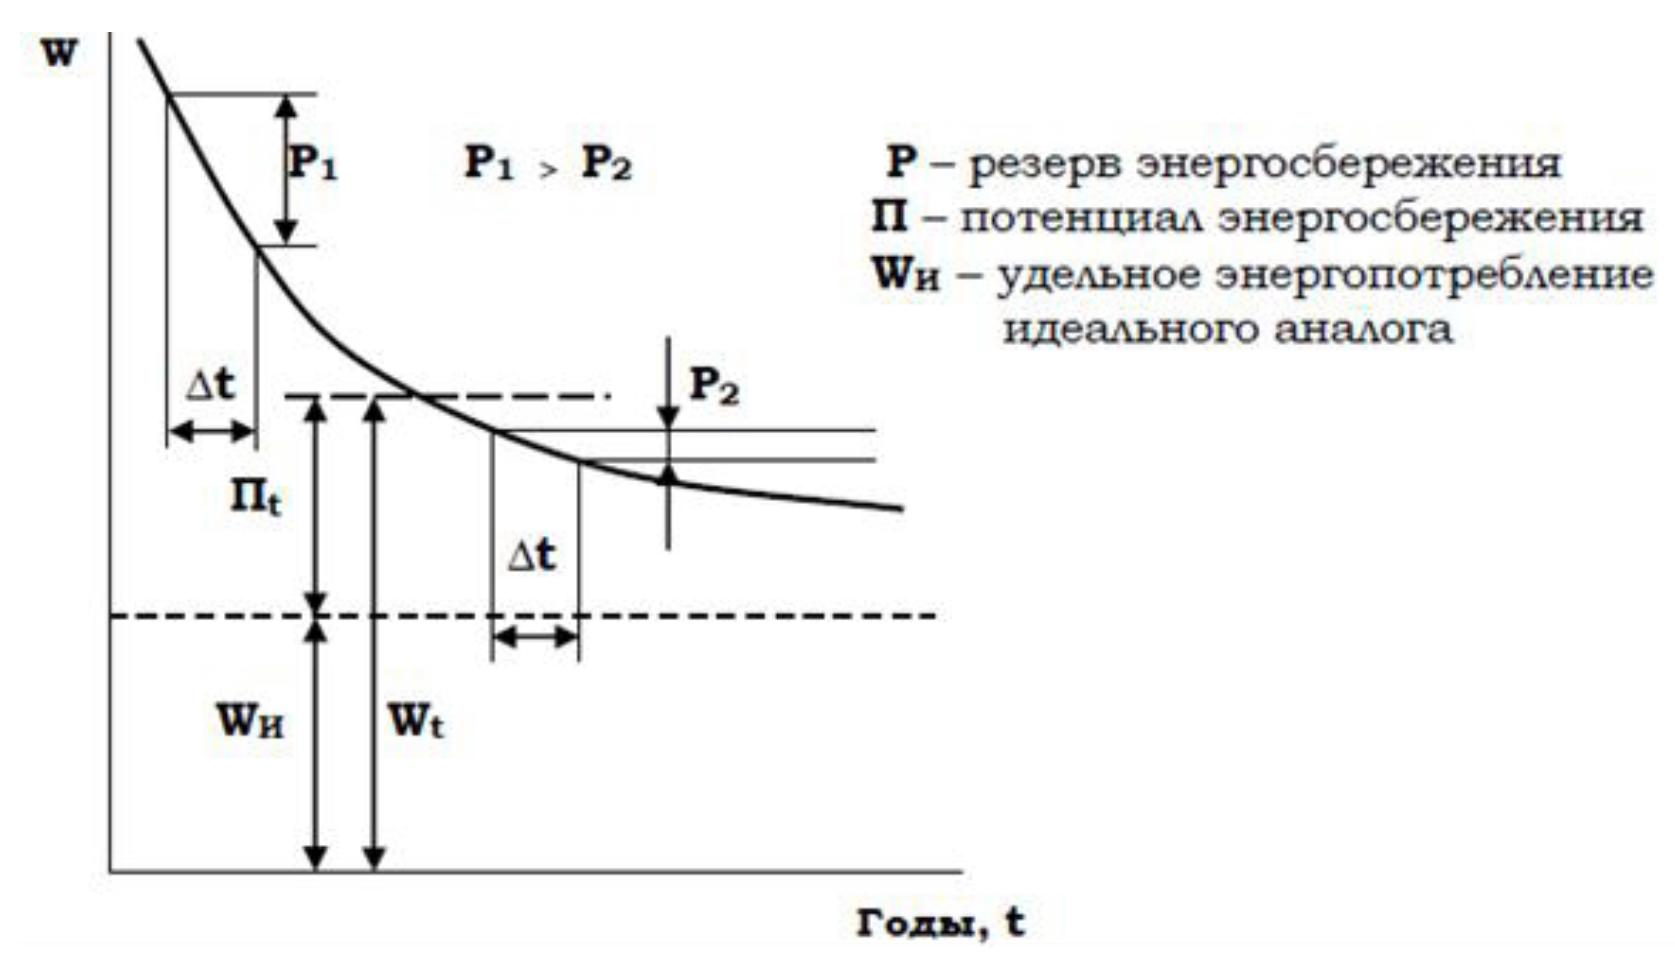 W
P1
P1 > P2
P – резерв энергосбережения
П – потенциал энергосбережения
WИ – удельное энергопотребление
идеального аналога
Δt
P2
Пt
Δt
WИ
Wt
Годы, t